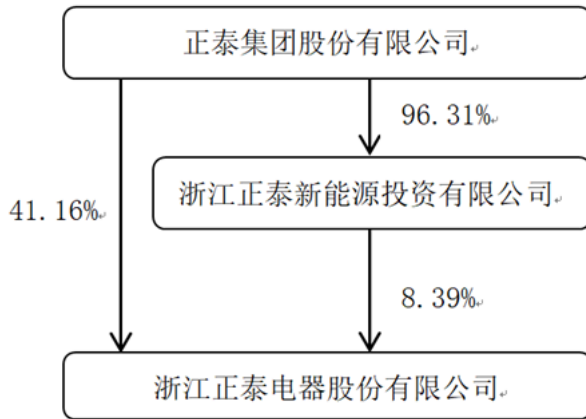 正泰集团股份有限公司
96.31%
浙江正泰新能源投资有限公司
41.16%
8.39%
浙江正泰电器股份有限公司